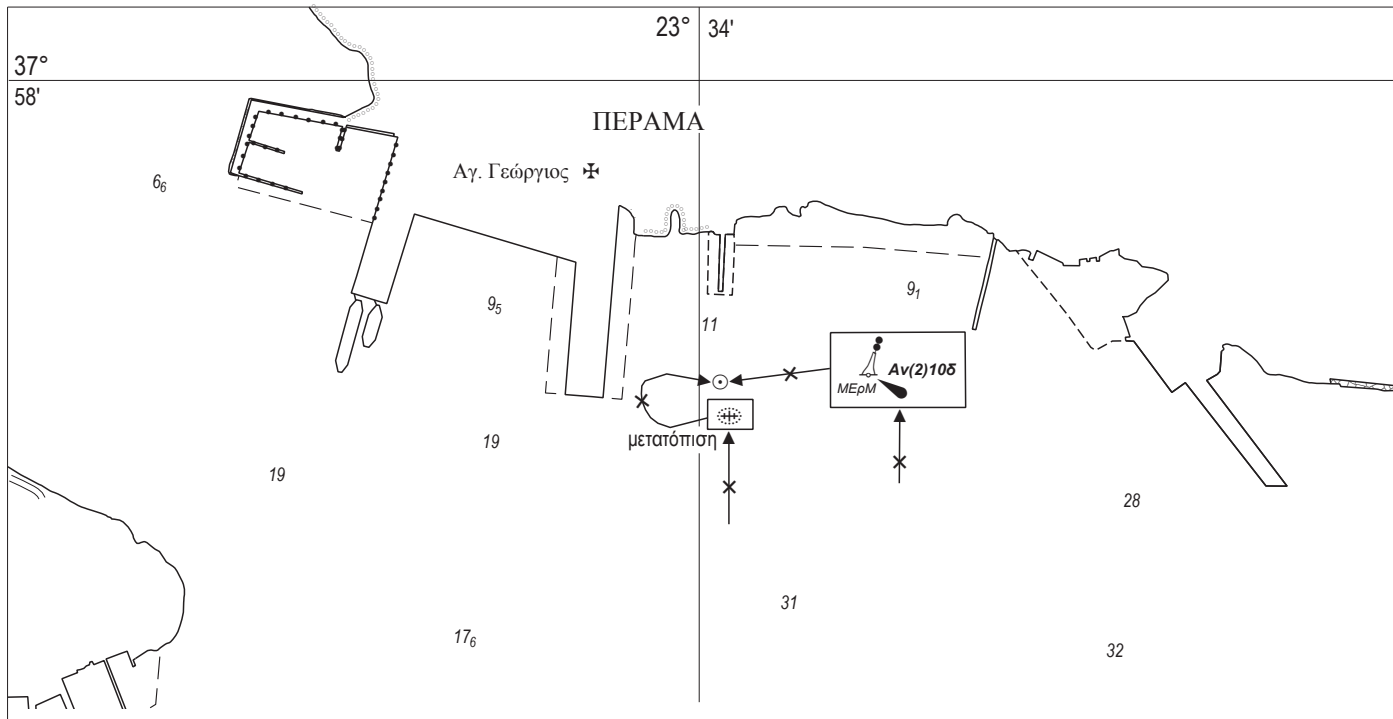 23° 34'
37°
58'
ΠΕΡΑΜΑ
Αγ. Γεώργιος
6₆
9₅
9₁
11
Αν(2)10δ
ΜΕρΜ
μετατόπιση
19
19
28
31
17₆
32